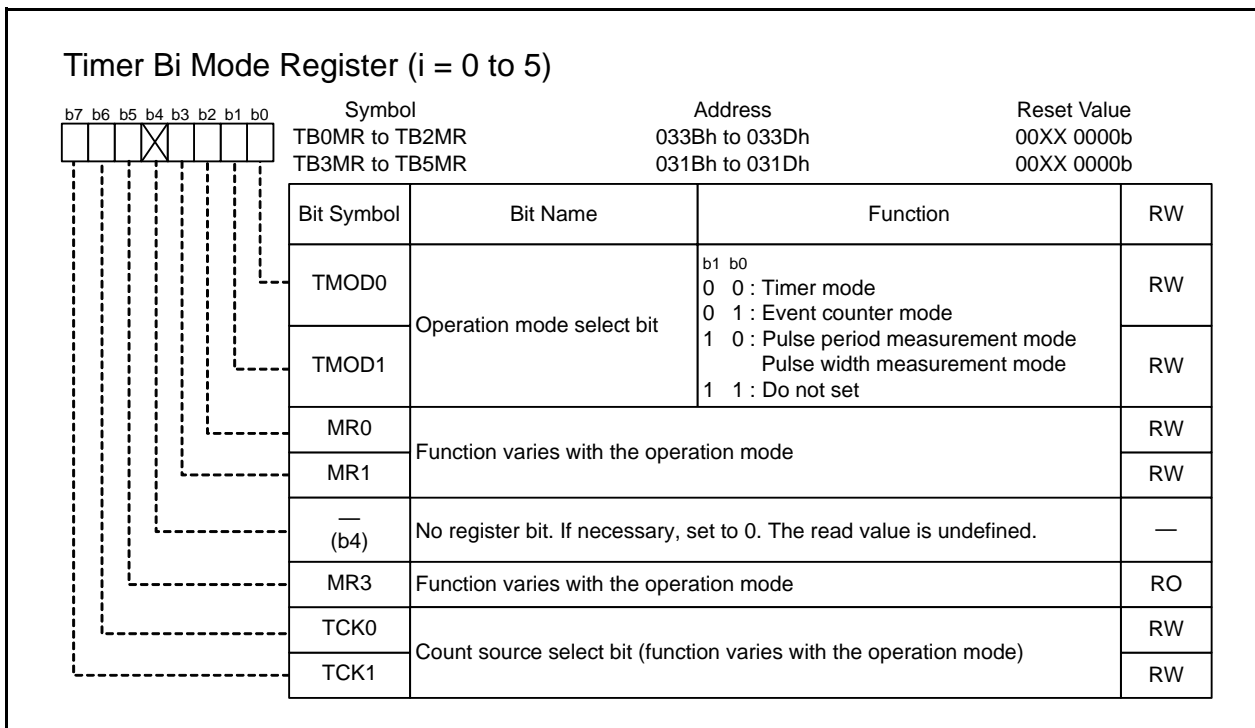 Timer Bi Mode Register (i = 0 to 5)
b7 b6 b5 b4 b3 b2 b1 b0
Symbol Address Reset Value
TB0MR to TB2MR 033Bh to 033Dh 00XX 0000b
TB3MR to TB5MR 031Bh to 031Dh 00XX 0000b
Bit Symbol Bit Name Function RW
TMOD0
TMOD1
Operation mode select bit
b1 b0
0 0 : Timer mode
0 1 : Event counter mode
1 0 : Pulse period measurement mode
Pulse width measurement mode
1 1 : Do not set
RW
RW
MR0
MR1
Function varies with the operation mode
RW
RW
—
(b4)
No register bit. If necessary, set to 0. The read value is undefined.
—
MR3 Function varies with the operation mode RO
TCK0
TCK1
Count source select bit (function varies with the operation mode)
RW
RW